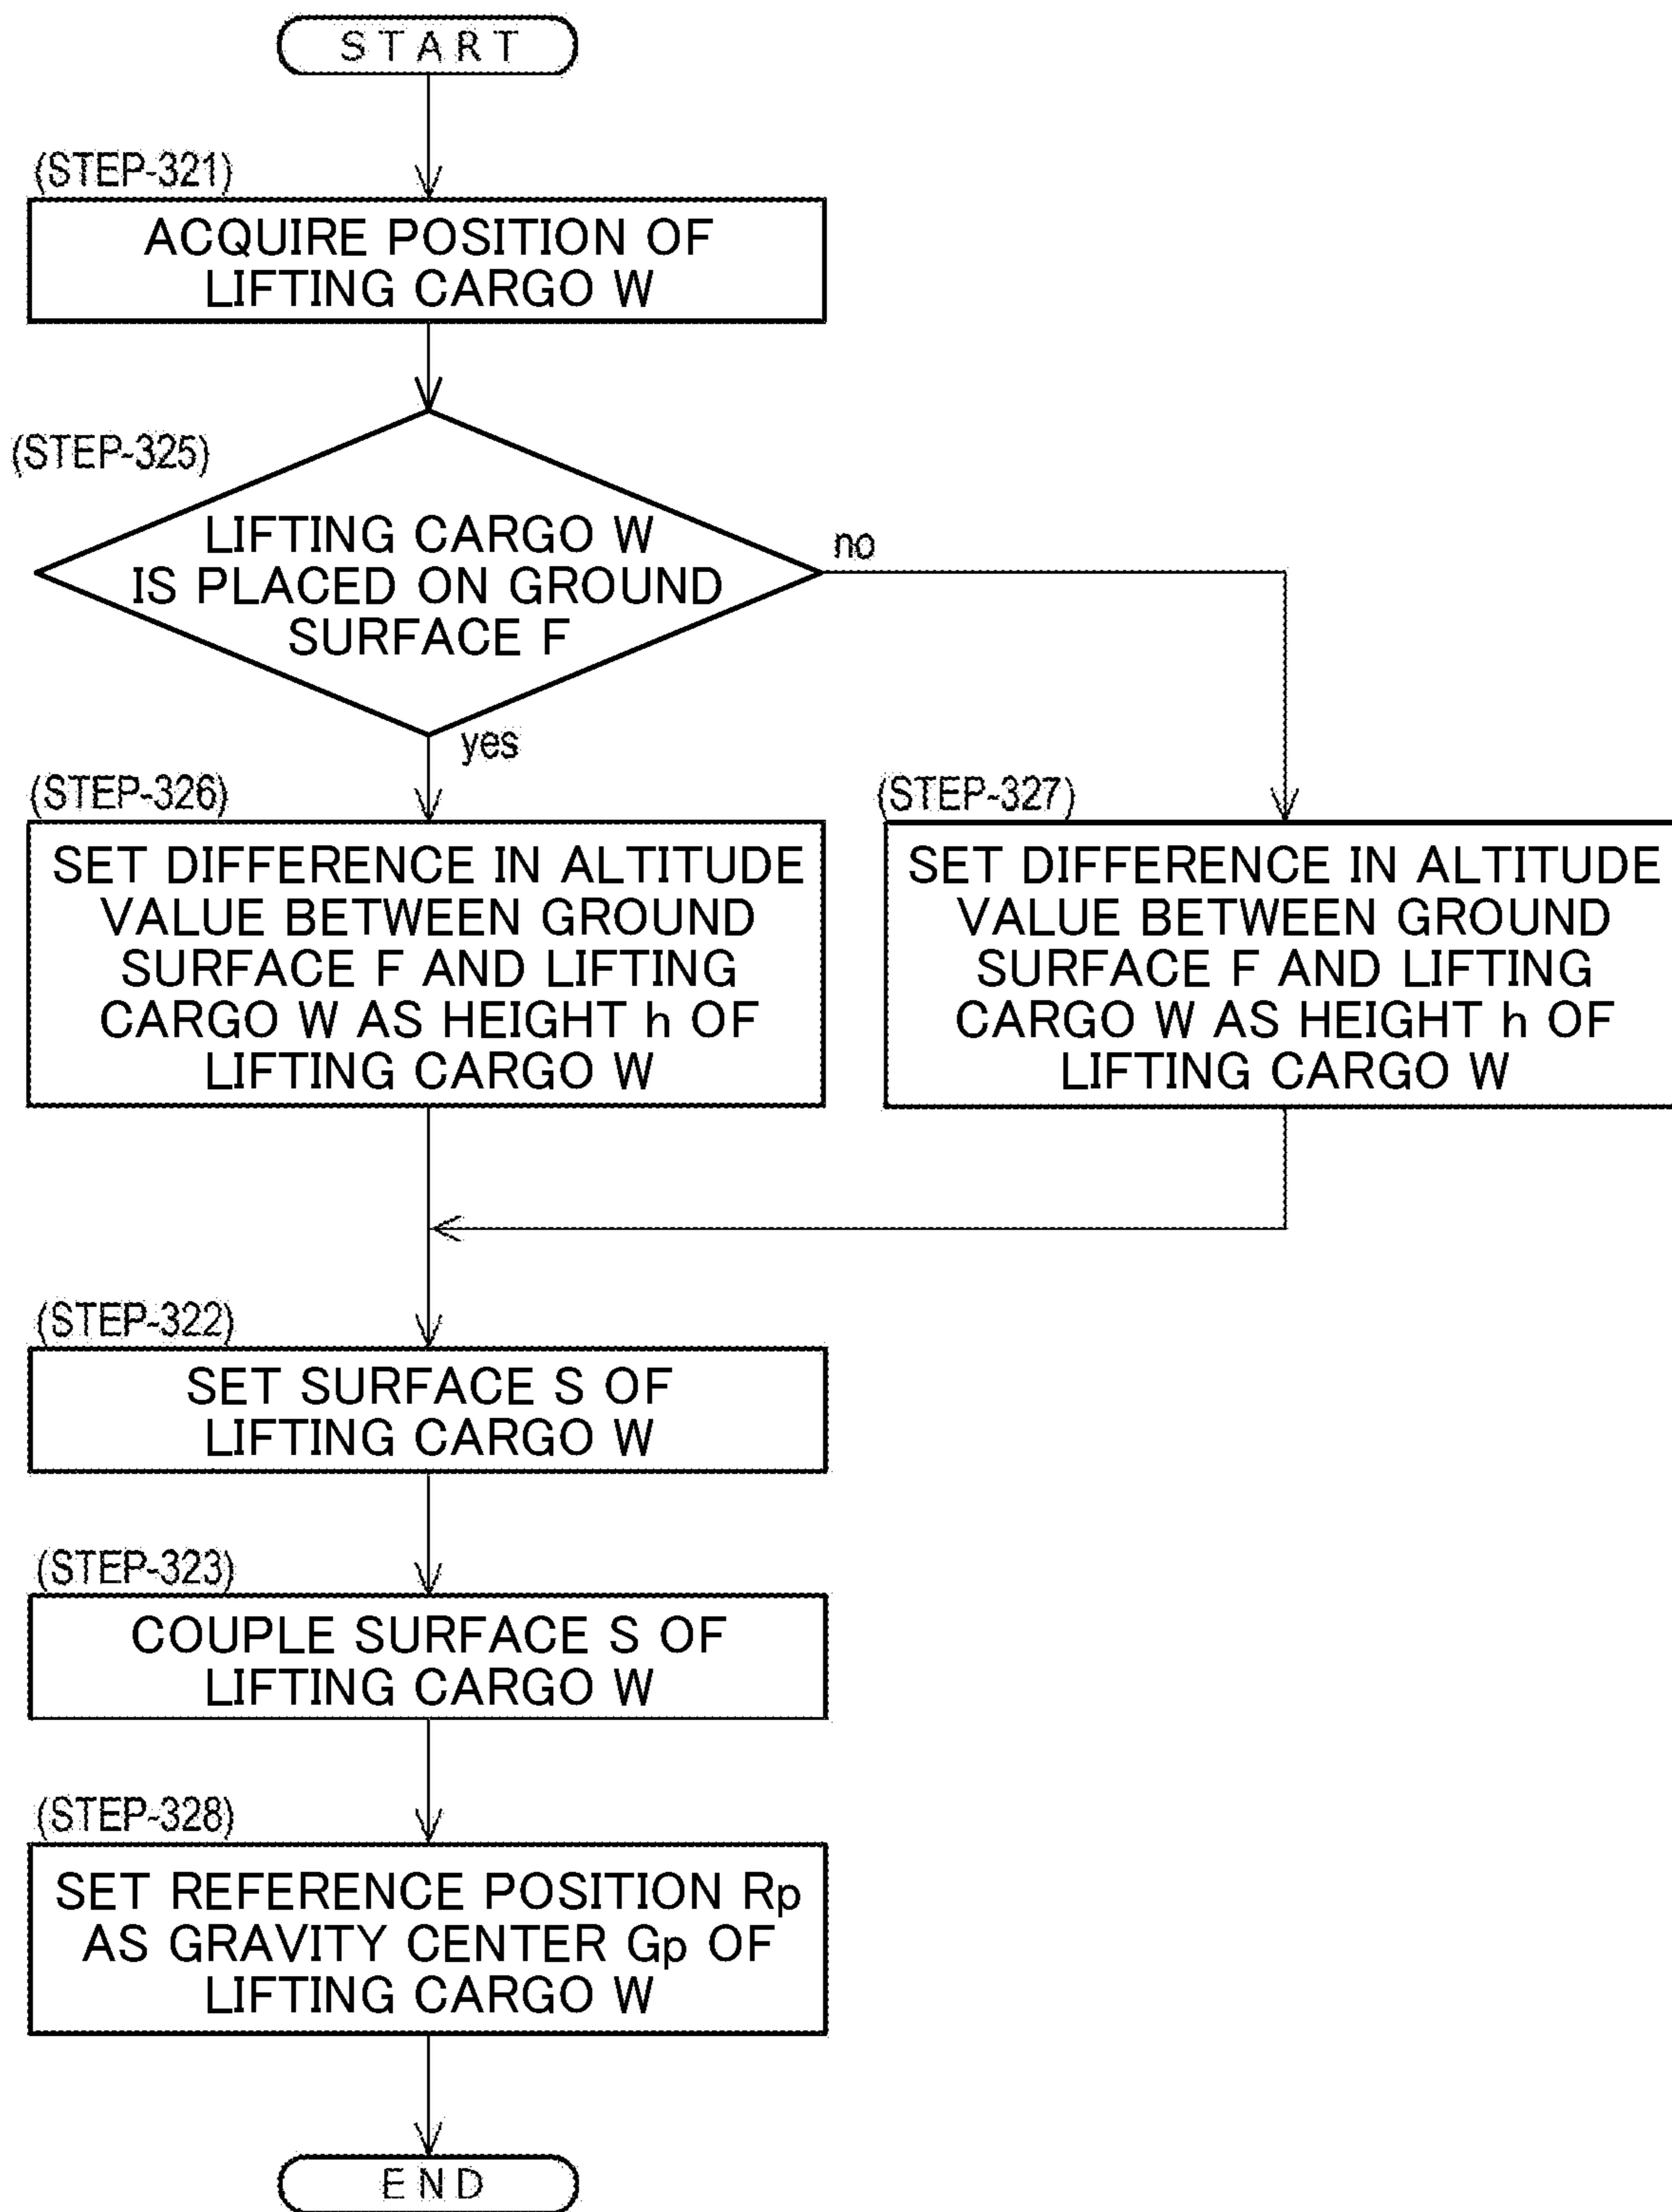 START
(STEP-321)
ACQUIRE POSITION OF
LIFTING CARGO W
(STEP-325)
LIFTING CARGO W
IS PLACED ON GROUND
SURFACE F
no
yes
(STEP-326)
SET DIFFERENCE IN ALTITUDE
VALUE BETWEEN GROUND
SURFACE F AND LIFTING
CARGO W AS HEIGHT h OF
LIFTING CARGO W
(STEP-327)
SET DIFFERENCE IN ALTITUDE
VALUE BETWEEN GROUND
SURFACE F AND LIFTING
CARGO W AS HEIGHT h OF
LIFTING CARGO W
(STEP-322)
SET SURFACE S OF
LIFTING CARGO W
(STEP-323)
COUPLE SURFACE S OF
LIFTING CARGO W
(STEP-328)
SET REFERENCE POSITION Rp
AS GRAVITY CENTER Gp OF
LIFTING CARGO W
END